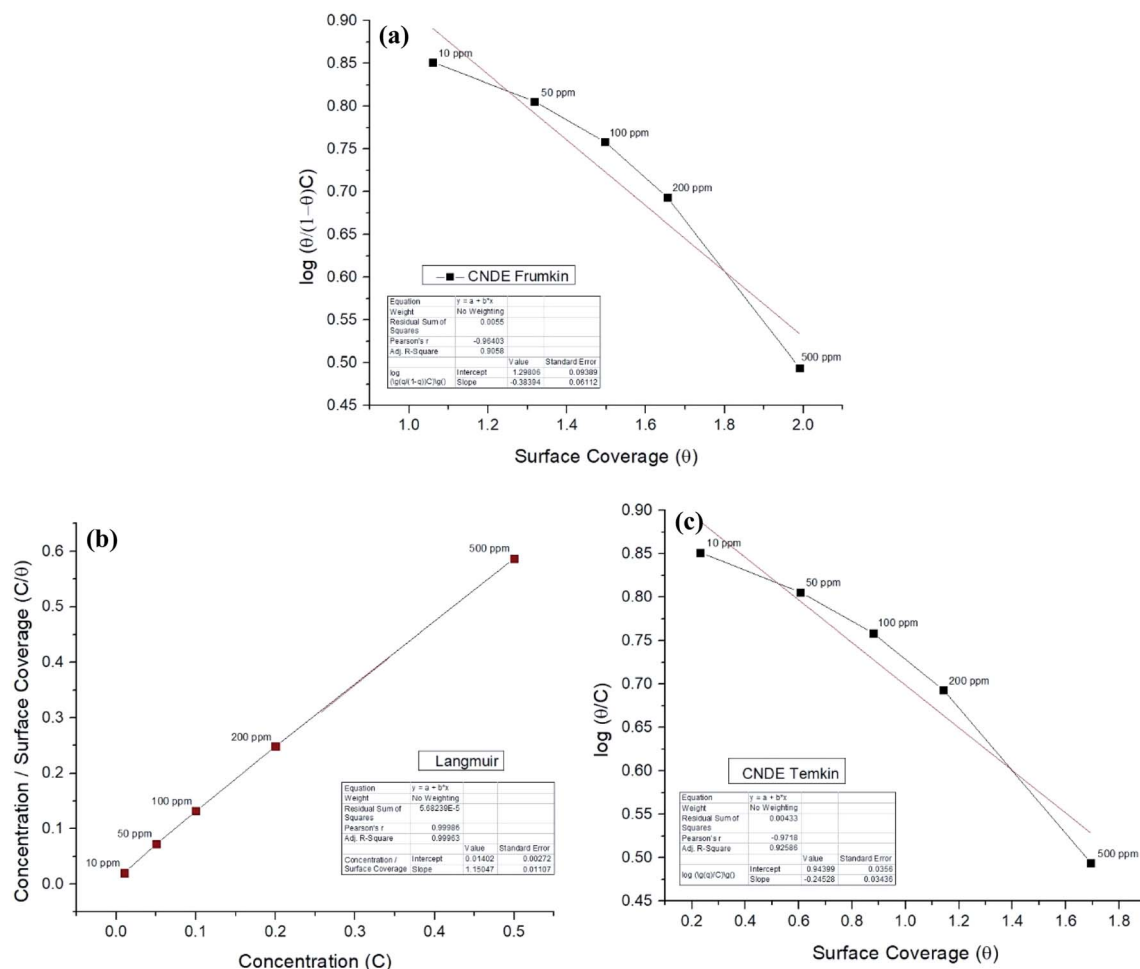 (a)
0.90
0.85
0.80
0.75
0.70
0.65
0.60
0.55
0.50
0.45
log (θ/(1−θ)C)
10 ppm
50 ppm
100 ppm
200 ppm
500 ppm
CNDE Frumkin
Equation y = a + b*x
Weight No Weighting
Residual Sum of Squares 0.0055
Pearson's r -0.96403
Adj. R-Square 0.9058
Value Standard Error
log (\g(q/(1-q))C)\g() Intercept 1.29806 0.09389
Slope -0.38394 0.06112
1.0 1.2 1.4 1.6 1.8 2.0
Surface Coverage (θ)
(b)
0.6
0.5
0.4
0.3
0.2
0.1
0.0
Concentration / Surface Coverage (C/θ)
500 ppm
200 ppm
100 ppm
50 ppm
10 ppm
Langmuir
Equation y = a + b*x
Weight No Weighting
Residual Sum of Squares 5.68239E-5
Pearson's r 0.99986
Adj. R-Square 0.99963
Value Standard Error
Concentration / Surface Coverage Intercept 0.01402 0.00272
Slope 1.15047 0.01107
0.0 0.1 0.2 0.3 0.4 0.5
Concentration (C)
(c)
0.90
0.85
0.80
0.75
0.70
0.65
0.60
0.55
0.50
0.45
log (θ/C)
10 ppm
50 ppm
100 ppm
200 ppm
500 ppm
CNDE Temkin
Equation y = a + b*x
Weight No Weighting
Residual Sum of Squares 0.00433
Pearson's r -0.9718
Adj. R-Square 0.92586
Value Standard Error
log (\g(q)/C)\g() Intercept 0.94399 0.0356
Slope -0.24528 0.03436
0.2 0.4 0.6 0.8 1.0 1.2 1.4 1.6 1.8
Surface Coverage (θ)